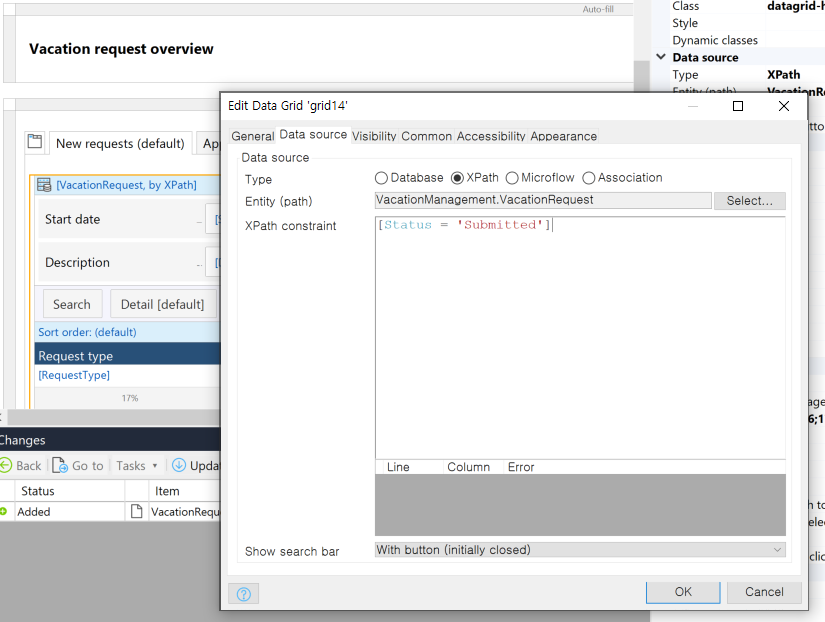 Auto-fill
Class datagrid-h
Style
Dynamic classes
Data source
Type XPath
Entity (path) VacationRe
Vacation request overview
New requests (default) App
[VacationRequest, by XPath]
Start date
Description
Search Detail [default]
Sort order: (default)
Request type
[RequestType]
17%
Changes
Back Go to Tasks Upda
Status Item
Added VacationRequ
Edit Data Grid 'grid14'
General Data source Visibility Common Accessibility Appearance
Data source
Type Database XPath Microflow Association
Entity (path) VacationManagement.VacationRequest Select...
XPath constraint [Status = 'Submitted']
Line Column Error
Show search bar With button (initially closed)
OK Cancel